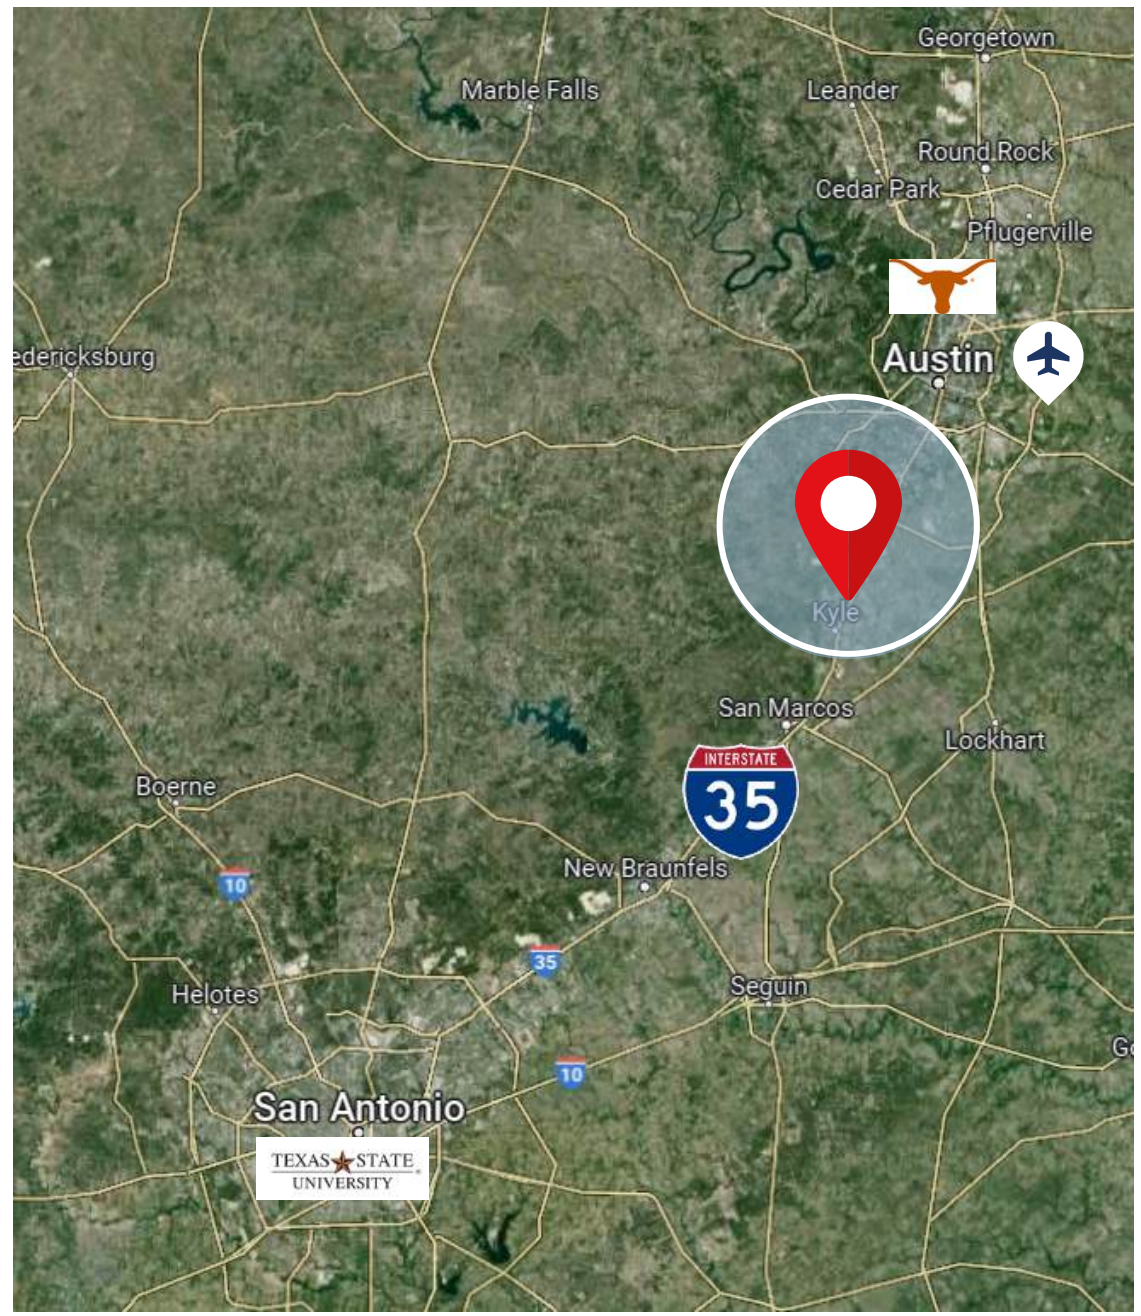 Georgetown
Marble Falls
Leander
Round Rock
Cedar Park
Pflugerville
edericksburg
Austin
Kyle
San Marcos
Lockhart
INTERSTATE
35
Boerne
New Braunfels
10
35
Helotes
Seguin
Go
10
San Antonio
TEXAS STATE
UNIVERSITY